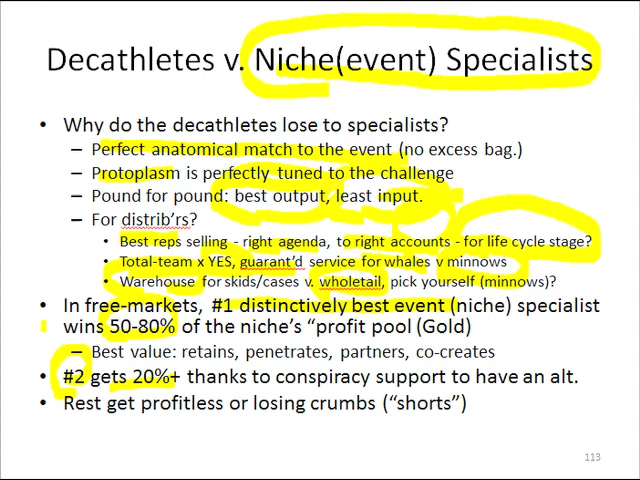 Decathletes v. Niche(event) Specialists
• Why do the decathletes lose to specialists?
– Perfect anatomical match to the event (no excess bag.)
– Protoplasm is perfectly tuned to the challenge
– Pound for pound: best output, least input.
– For distrib'rs?
• Best reps selling - right agenda, to right accounts - for life cycle stage?
• Total-team x YES, guarant'd service for whales v minnows
• Warehouse for skids/cases v. wholetail, pick yourself (minnows)?
• In free-markets, #1 distinctively best event (niche) specialist
wins 50-80% of the niche's "profit pool (Gold)
– Best value: retains, penetrates, partners, co-creates
• #2 gets 20%+ thanks to conspiracy support to have an alt.
• Rest get profitless or losing crumbs ("shorts")
113